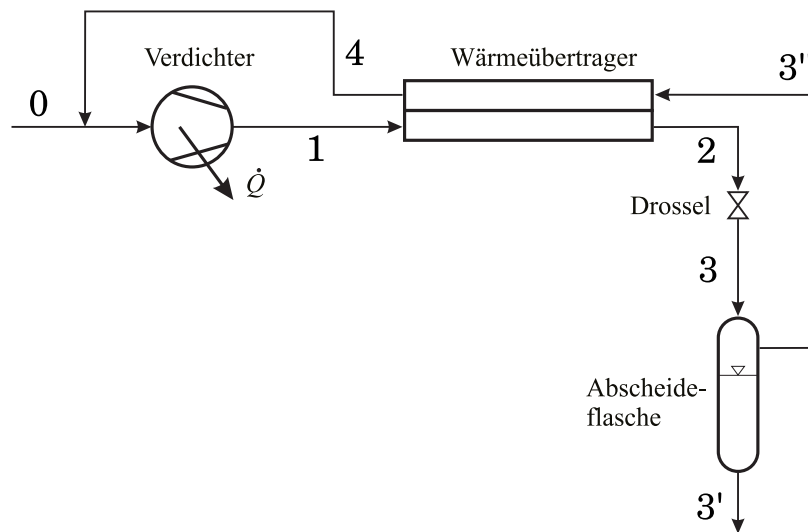 Verdichter
4
Wärmeübertrager
3''
0
1
2
Q̇
Drossel
3
Abscheide-
flasche
3'